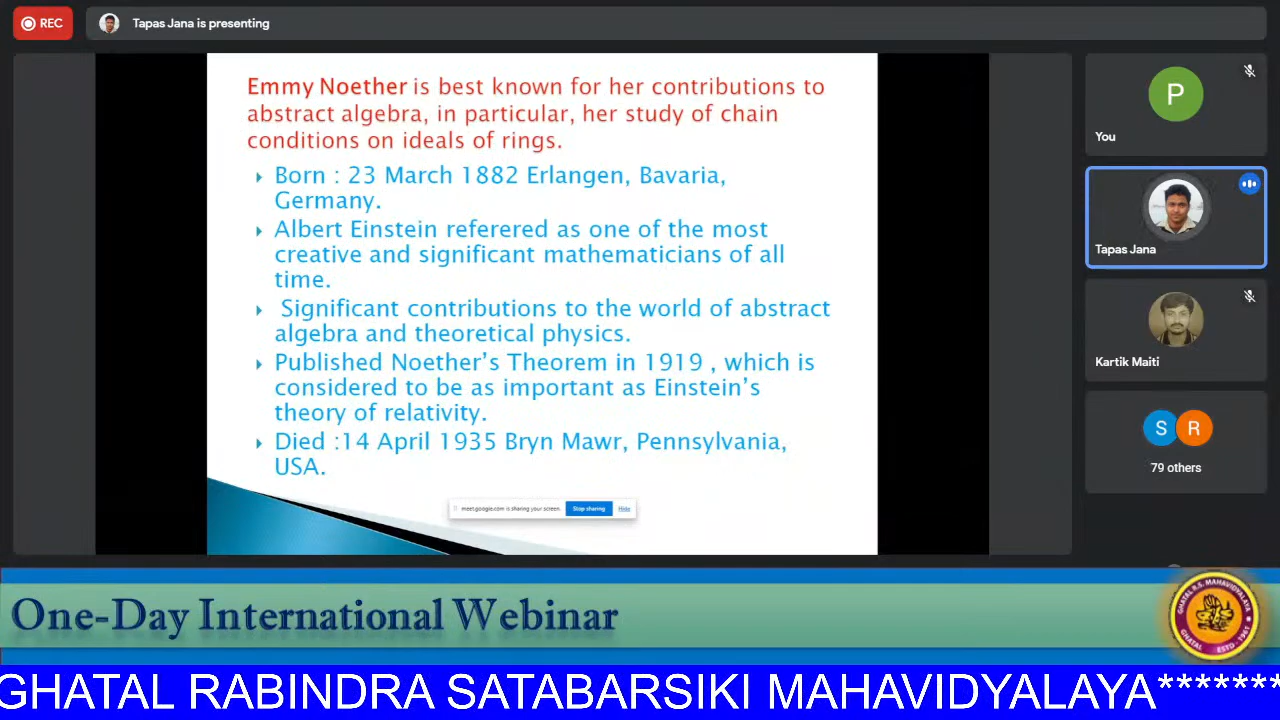 REC
Tapas Jana is presenting
Emmy Noether is best known for her contributions to
abstract algebra, in particular, her study of chain
conditions on ideals of rings.
Born : 23 March 1882 Erlangen, Bavaria,
Germany.
Albert Einstein referered as one of the most
creative and significant mathematicians of all
time.
Significant contributions to the world of abstract
algebra and theoretical physics.
Published Noether's Theorem in 1919 , which is
considered to be as important as Einstein's
theory of relativity.
Died :14 April 1935 Bryn Mawr, Pennsylvania,
USA.
meet.google.com is sharing your screen. Stop sharing Hide
P
You
Tapas Jana
Kartik Maiti
S R
79 others
One-Day International Webinar
GHATAL R.S. MAHAVIDYALAYA
GHATAL ESTD - 1961
GHATAL RABINDRA SATABARSIKI MAHAVIDYALAYA*******